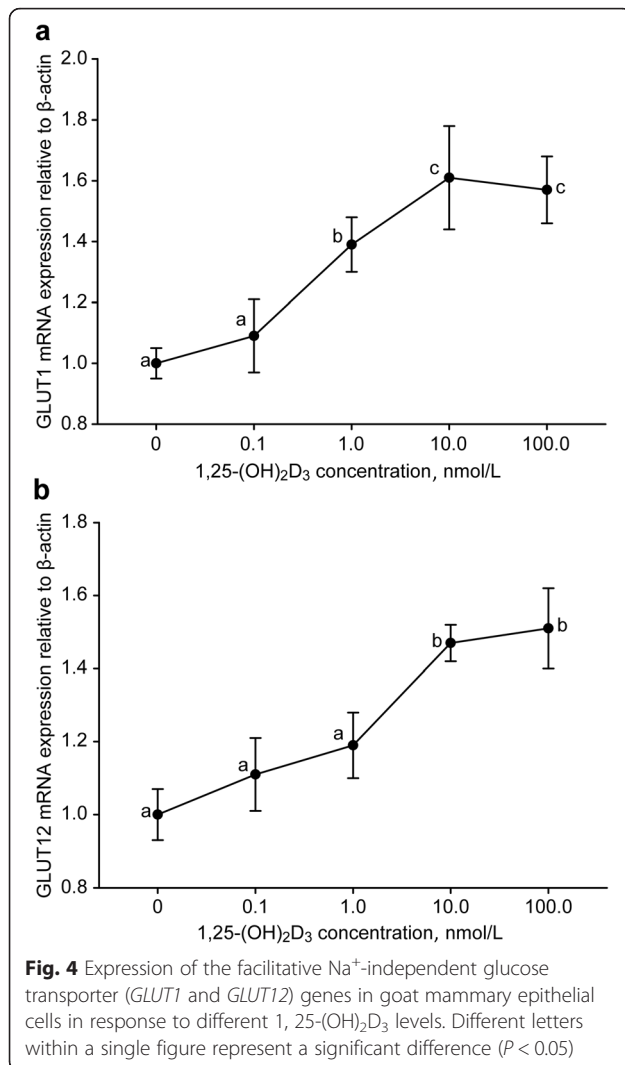 a
GLUT1 mRNA expression relative to β-actin
2.0
1.8
1.6
1.4
1.2
1.0
0.8
a
a
b
c
c
0 0.1 1.0 10.0 100.0
1,25-(OH)₂D₃ concentration, nmol/L
b
GLUT12 mRNA expression relative to β-actin
1.8
1.6
1.4
1.2
1.0
0.8
a
a
a
b
b
0 0.1 1.0 10.0 100.0
1,25-(OH)₂D₃ concentration, nmol/L
Fig. 4 Expression of the facilitative Na⁺-independent glucose
transporter (GLUT1 and GLUT12) genes in goat mammary epithelial
cells in response to different 1, 25-(OH)₂D₃ levels. Different letters
within a single figure represent a significant difference (P < 0.05)